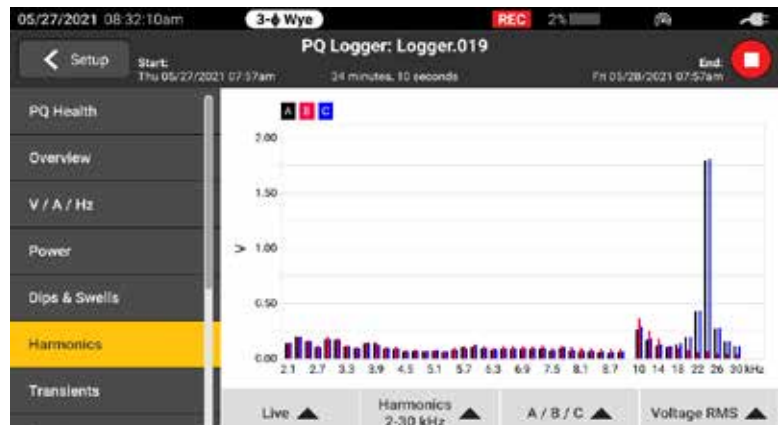 05/27/2021 08:32:10am 3-ϕ Wye REC 2%
Setup
PQ Logger: Logger.019
Start: Thu 05/27/2021 07:57am
34 minutes, 10 seconds
End: Fri 05/28/2021 07:57am
PQ Health
Overview
V / A / Hz
Power
Dips & Swells
Harmonics
Transients
A B C
2.00
1.50
V
1.00
0.50
0.00
2.1 2.7 3.3 3.9 4.5 5.1 5.7 6.3 6.9 7.5 8.1 8.7 10 14 18 22 26 30kHz
Live
Harmonics
2-30 kHz
A / B / C
Voltage RMS